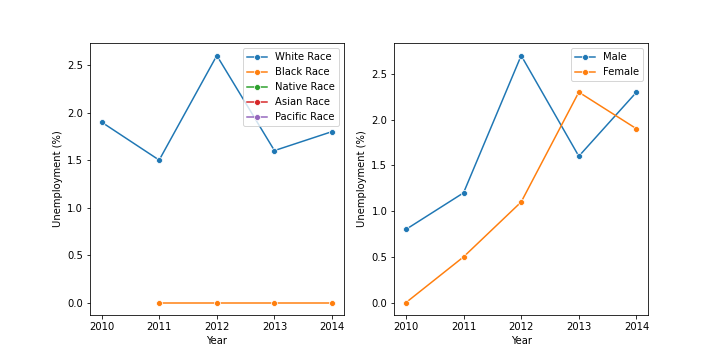 White Race
Black Race
Native Race
Asian Race
Pacific Race
Unemployment (%)
2.5
2.0
1.5
1.0
0.5
0.0
2010 2011 2012 2013 2014
Year
Male
Female
Unemployment (%)
2.5
2.0
1.5
1.0
0.5
0.0
2010 2011 2012 2013 2014
Year